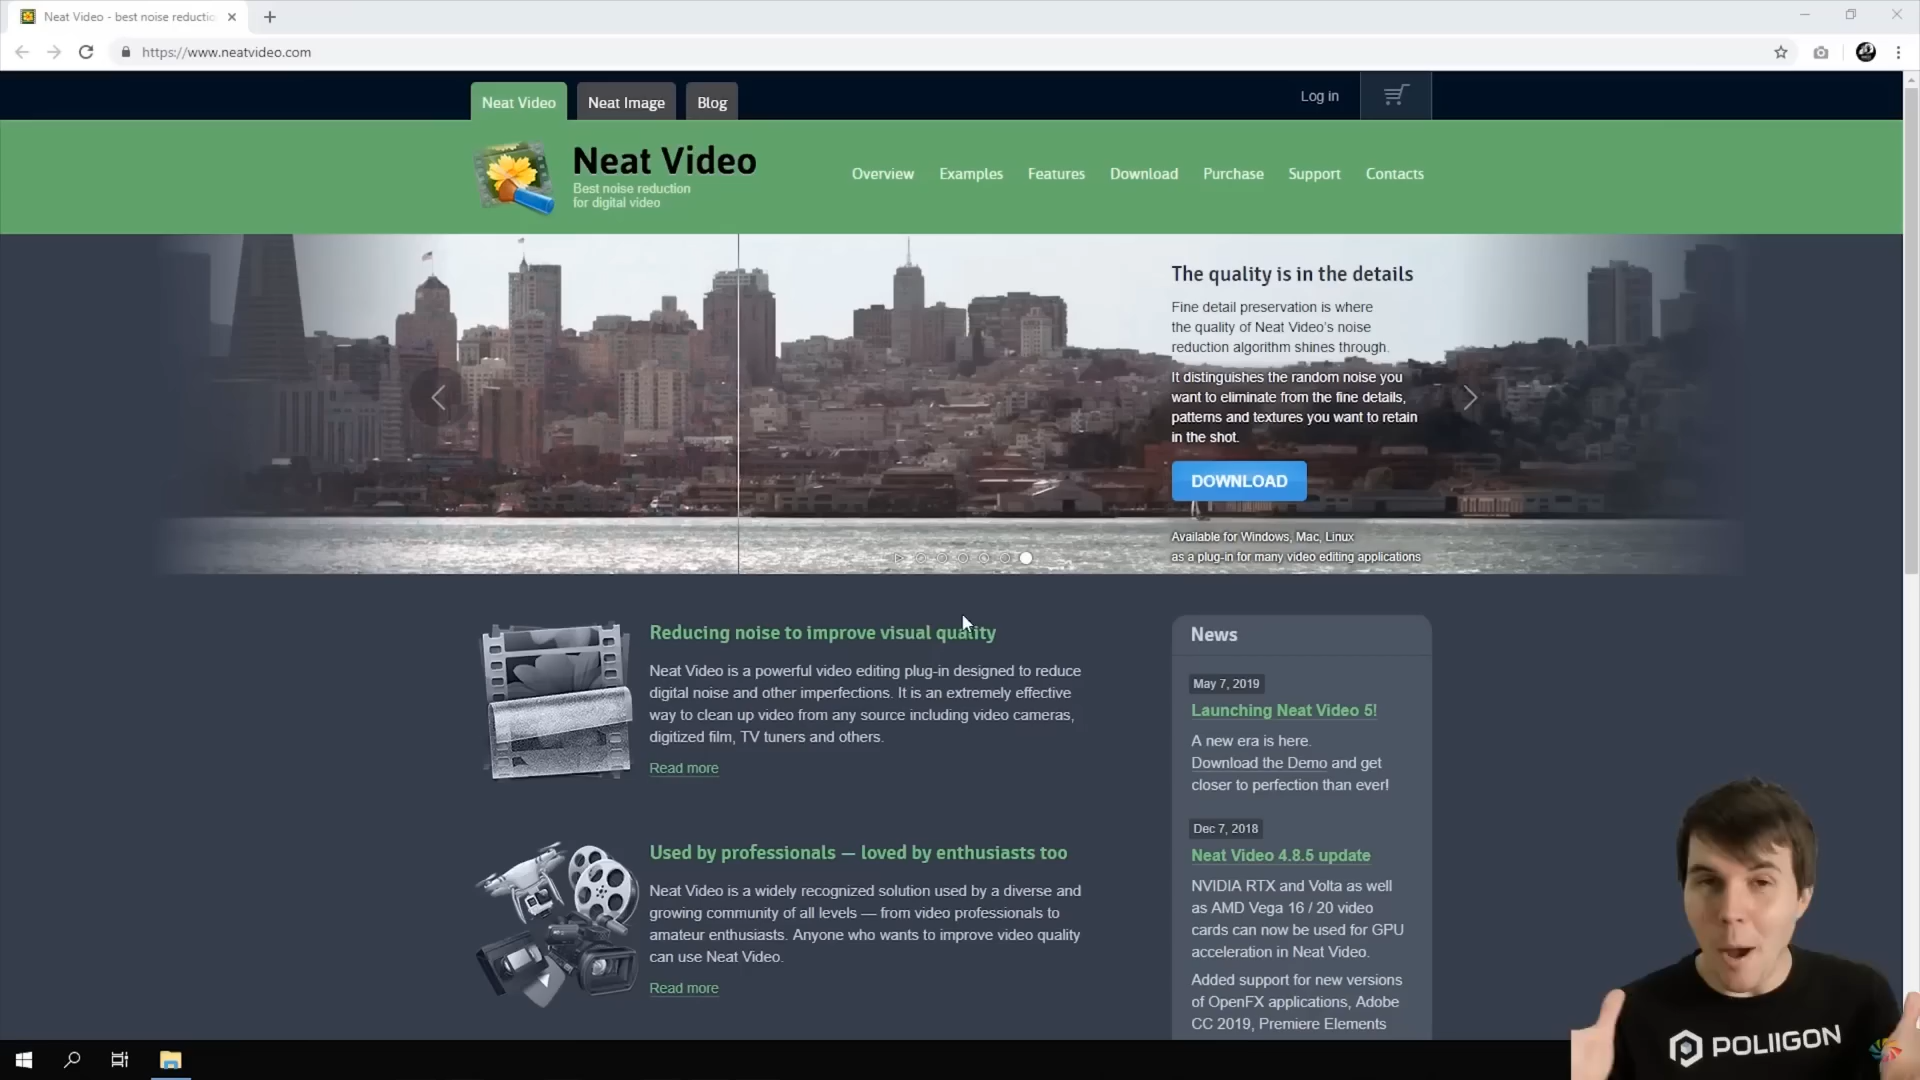 Neat Video - best noise reductio
https://www.neatvideo.com
Neat Video
Neat Image
Blog
Log in
Neat Video
Best noise reduction
for digital video
Overview
Examples
Features
Download
Purchase
Support
Contacts
The quality is in the details
Fine detail preservation is where
the quality of Neat Video's noise
reduction algorithm shines through.
It distinguishes the random noise you
want to eliminate from the fine details,
patterns and textures you want to retain
in the shot.
DOWNLOAD
Available for Windows, Mac, Linux
as a plug-in for many video editing applications
Reducing noise to improve visual quality
Neat Video is a powerful video editing plug-in designed to reduce
digital noise and other imperfections. It is an extremely effective
way to clean up video from any source including video cameras,
digitized film, TV tuners and others.
Read more
Used by professionals — loved by enthusiasts too
Neat Video is a widely recognized solution used by a diverse and
growing community of all levels — from video professionals to
amateur enthusiasts. Anyone who wants to improve video quality
can use Neat Video.
Read more
News
May 7, 2019
Launching Neat Video 5!
A new era is here.
Download the Demo and get
closer to perfection than ever!
Dec 7, 2018
Neat Video 4.8.5 update
NVIDIA RTX and Volta as well
as AMD Vega 16 / 20 video
cards can now be used for GPU
acceleration in Neat Video.
Added support for new versions
of OpenFX applications, Adobe
CC 2019, Premiere Elements
POLIIGON